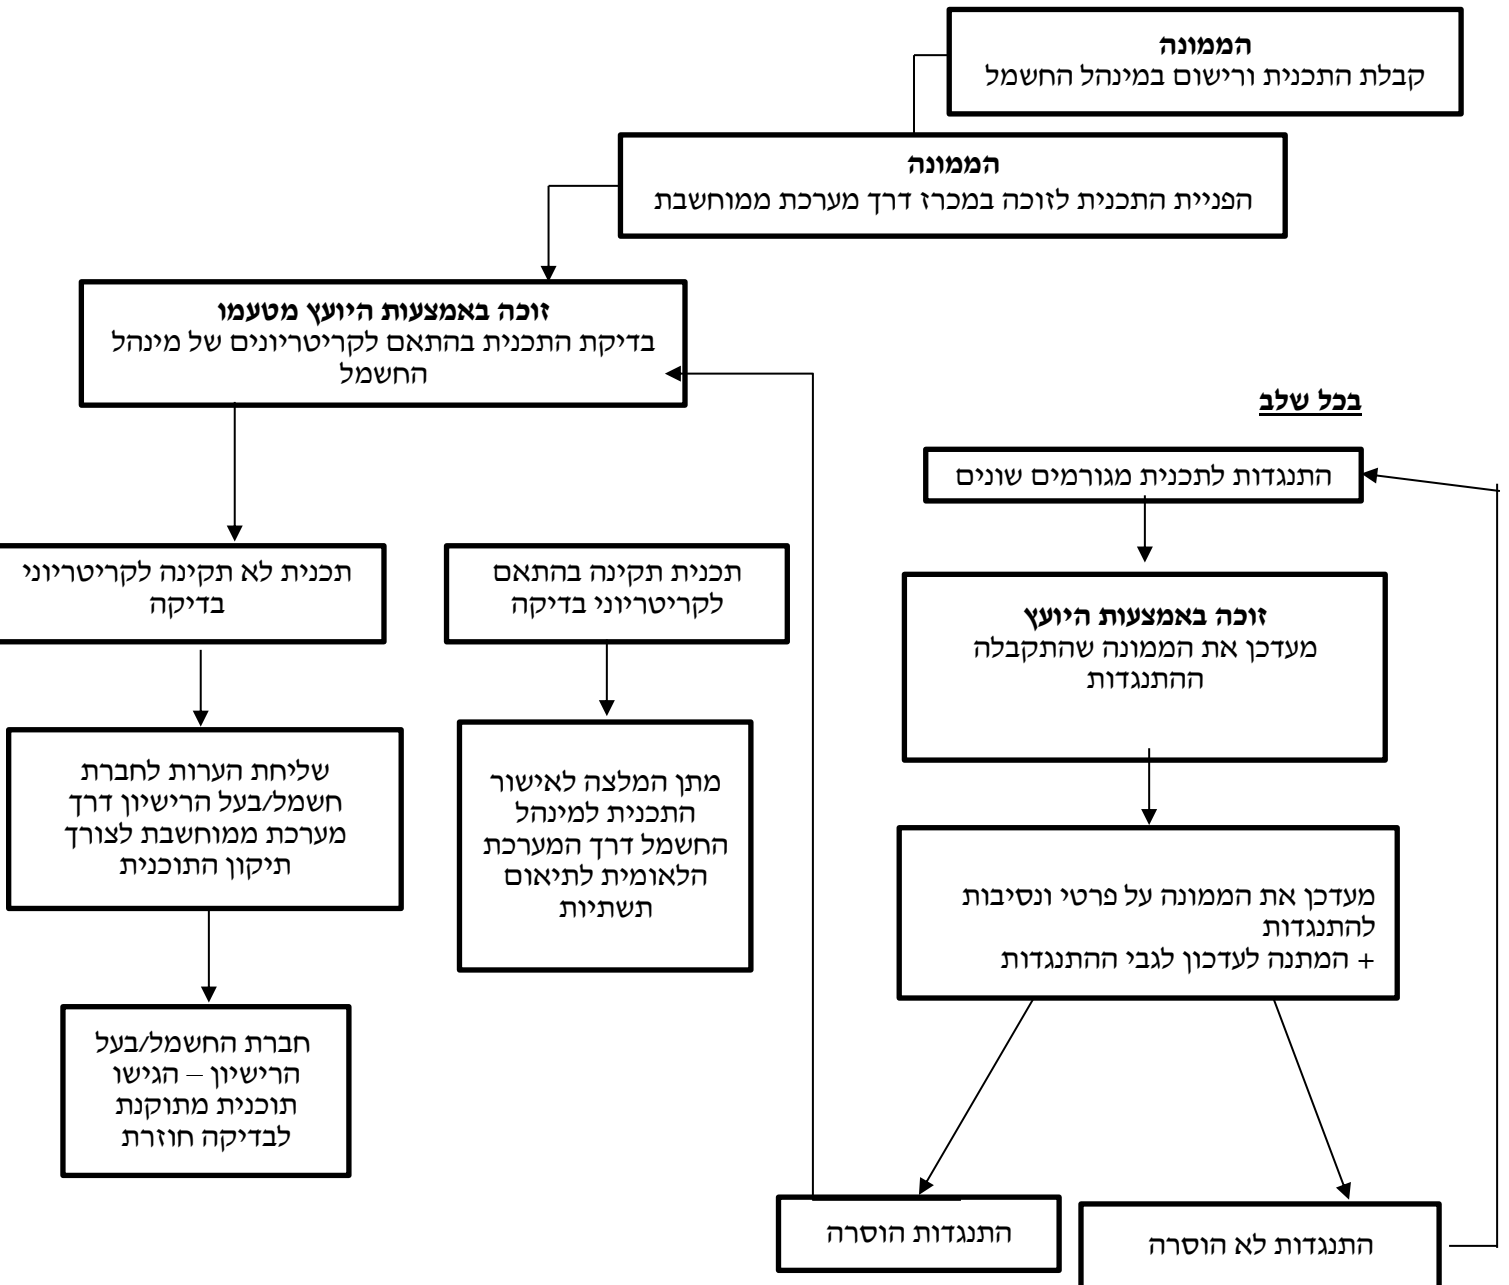 הממונה
קבלת התכנית ורישום במינהל החשמל
הממונה
הפניית התכנית לזוכה במכרז דרך מערכת ממוחשבת
זוכה באמצעות היועץ מטעמו
בדיקת התכנית בהתאם לקריטריונים של מינהל
החשמל
בכל שלב
התנגדות לתכנית מגורמים שונים
זוכה באמצעות היועץ
מעדכן את הממונה שהתקבלה
ההתנגדות
מעדכן את הממונה על פרטי ונסיבות
להתנגדות
+ המתנה לעדכון לגבי ההתנגדות
התנגדות לא הוסרה
התנגדות הוסרה
תכנית תקינה בהתאם
לקריטריוני בדיקה
מתן המלצה לאישור
התכנית למינהל
החשמל דרך המערכת
הלאומית לתיאום
תשתיות
תכנית לא תקינה לקריטריוני
בדיקה
שליחת הערות לחברת
חשמל/בעל הרישיון דרך
מערכת ממוחשבת לצורך
תיקון התוכנית
חברת החשמל/בעל
הרישיון – הגישו
תוכנית מתוקנת
לבדיקה חוזרת